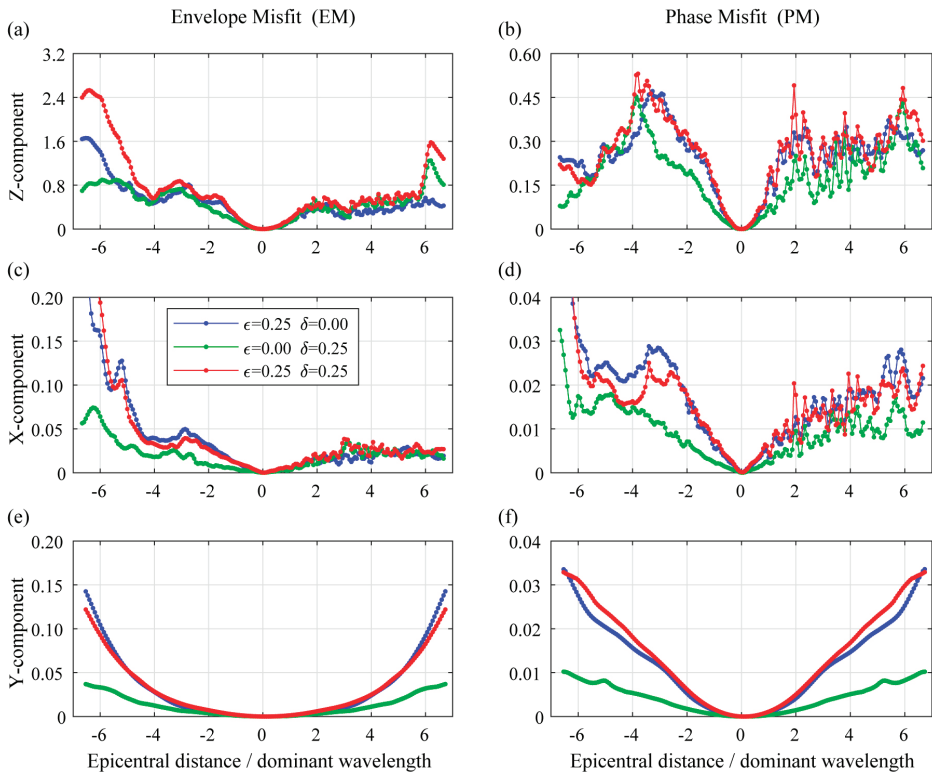 Envelope Misfit (EM)
Phase Misfit (PM)
(a)
(b)
3.2
2.4
1.6
0.8
0
Z-component
-6 -4 -2 0 2 4 6
0.60
0.45
0.30
0.15
0
-6 -4 -2 0 2 4 6
(c)
(d)
0.20
0.15
0.10
0.05
0
X-component
ϵ=0.25 δ=0.00
ϵ=0.00 δ=0.25
ϵ=0.25 δ=0.25
-6 -4 -2 0 2 4 6
0.04
0.03
0.02
0.01
0
-6 -4 -2 0 2 4 6
(e)
(f)
0.20
0.15
0.10
0.05
0
Y-component
-6 -4 -2 0 2 4 6
Epicentral distance / dominant wavelength
0.04
0.03
0.02
0.01
0
-6 -4 -2 0 2 4 6
Epicentral distance / dominant wavelength